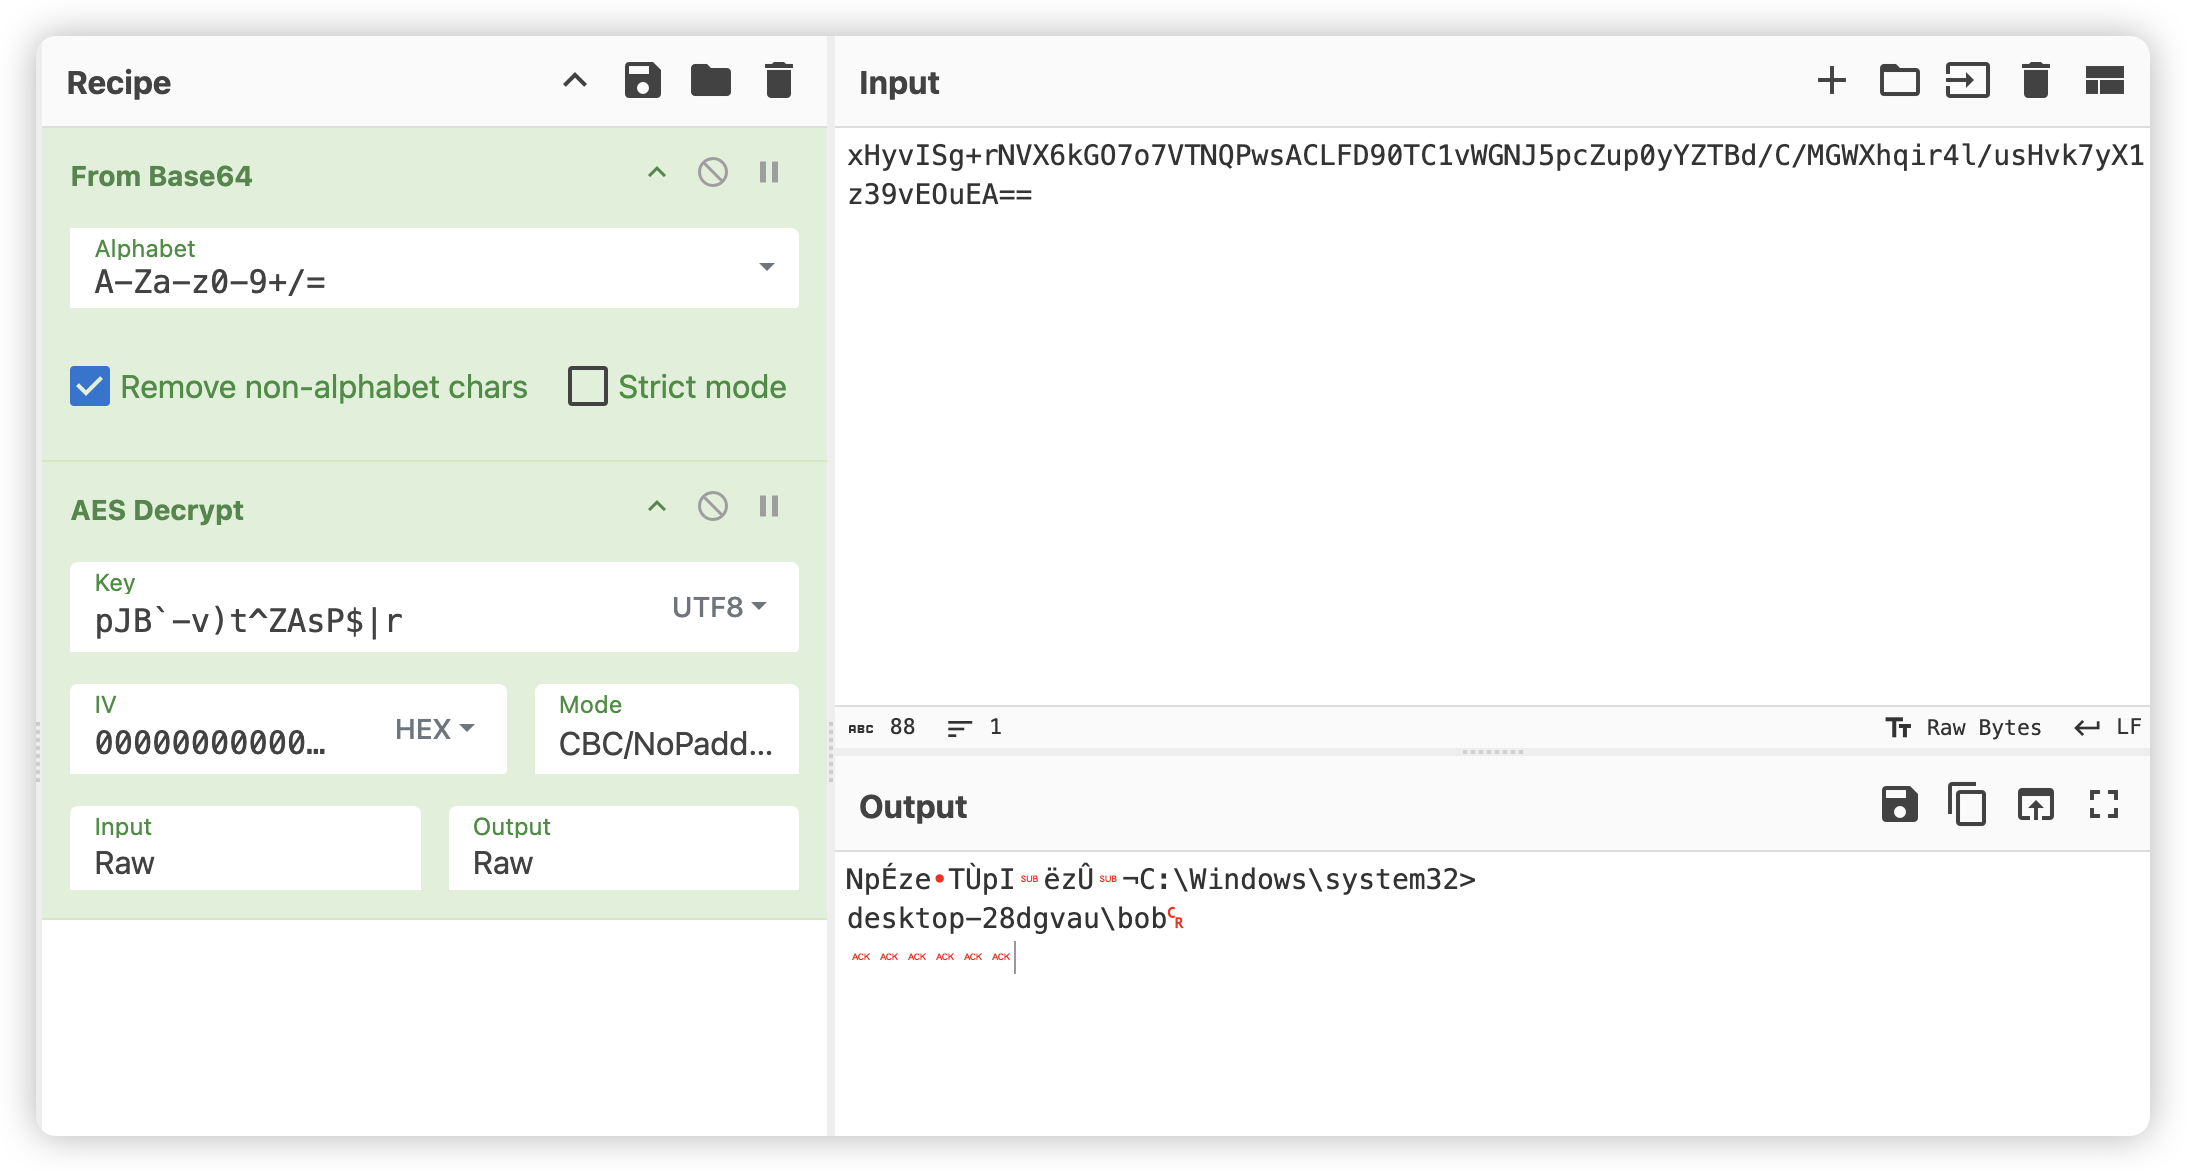 Recipe
From Base64
Alphabet
A-Za-z0-9+/=
Remove non-alphabet chars
Strict mode
AES Decrypt
Key
pJB`-v)t^ZAsP$|r
UTF8
IV
00000000000…
HEX
Mode
CBC/NoPadd...
Input
Raw
Output
Raw
Input
xHyvISg+rNVX6kGO7o7VTNQPwsACLFD90TC1vWGNJ5pcZup0yYZTBd/C/MGWXhqir4l/usHvk7yX1
z39vEOuEA==
ABC 88 1
Raw Bytes LF
Output
NpÉze•TÙpI SUB ëzÛ SUB ¬C:\Windows\system32>
desktop-28dgvau\bob CR
ACK ACK ACK ACK ACK ACK